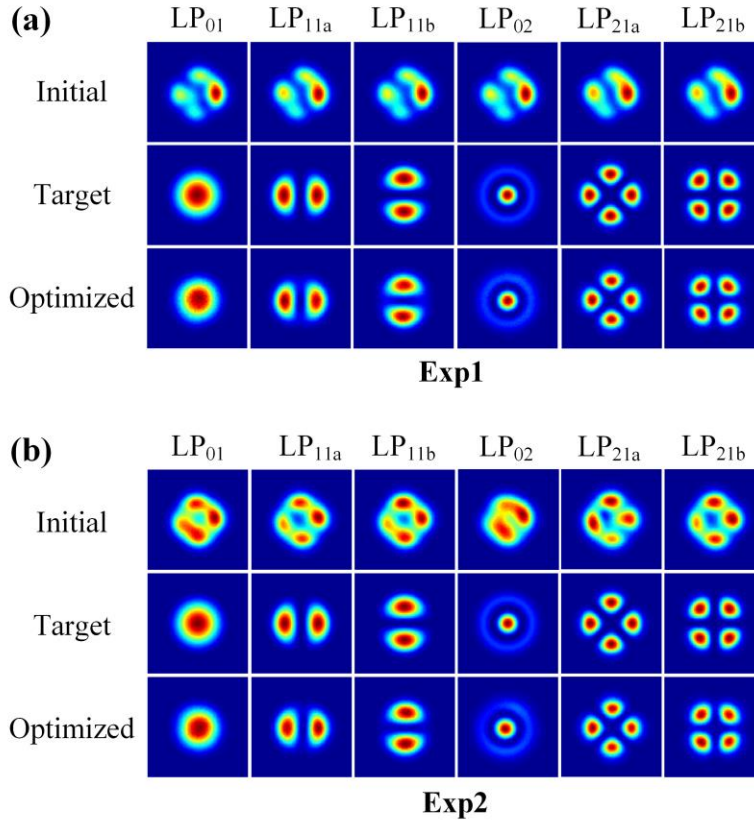 (a) LP₀₁ LP₁₁ₐ LP₁₁b LP₀₂ LP₂₁ₐ LP₂₁b
Initial
Target
Optimized
Exp1
(b) LP₀₁ LP₁₁ₐ LP₁₁b LP₀₂ LP₂₁ₐ LP₂₁b
Initial
Target
Optimized
Exp2